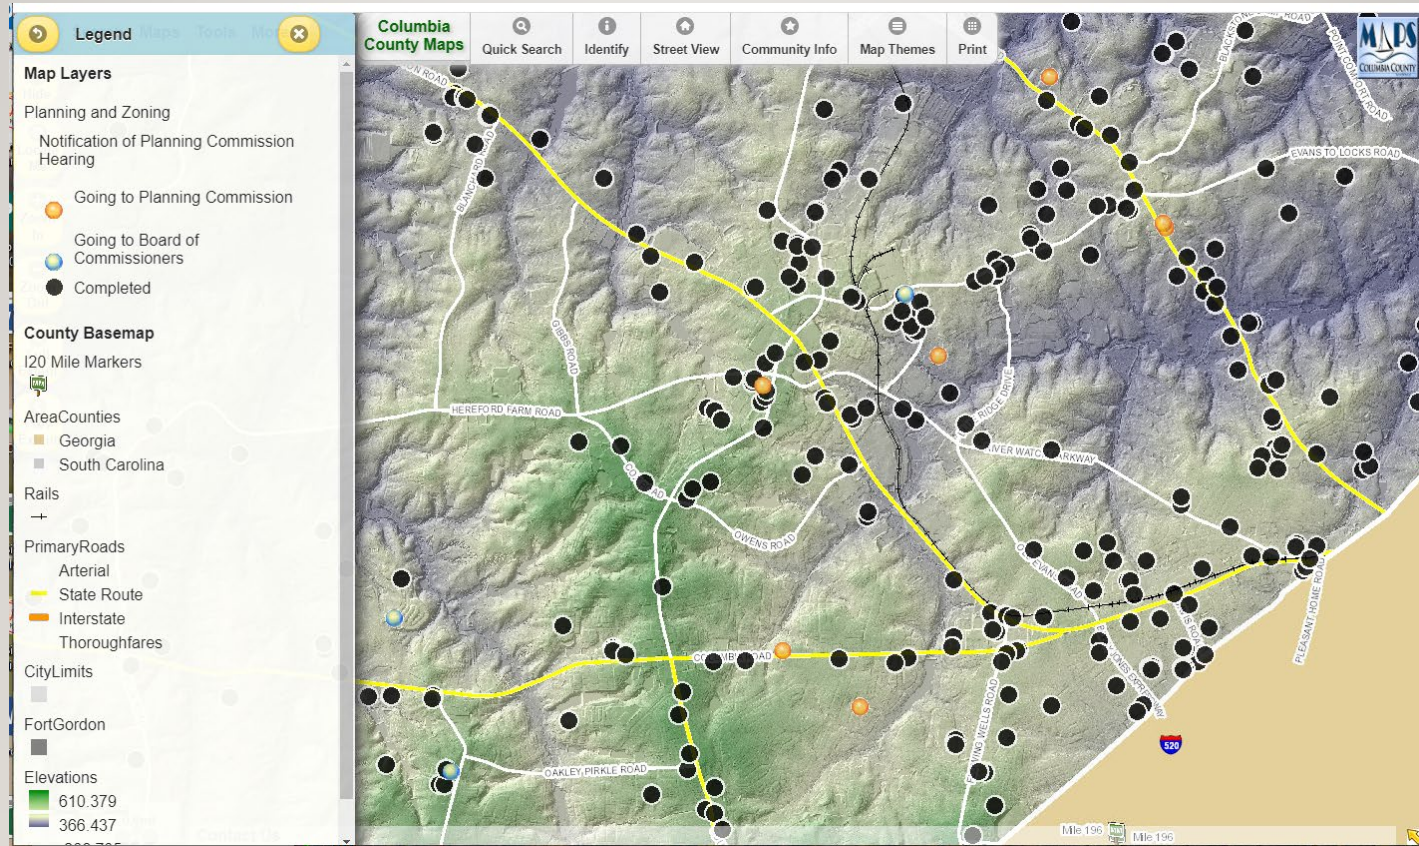 Legend
Columbia
County Maps
Quick Search
Identify
Street View
Community Info
Map Themes
Print
MAPS
COLUMBIA COUNTY
Map Layers
Planning and Zoning
Notification of Planning Commission
Hearing
Going to Planning Commission
Going to Board of
Commissioners
Completed
County Basemap
I20 Mile Markers
AreaCounties
Georgia
South Carolina
Rails
PrimaryRoads
Arterial
State Route
Interstate
Thoroughfares
CityLimits
FortGordon
Elevations
610.379
366.437
BLANCHARD ROAD
POINT COMFORT ROAD
EVANS TO LOCKS ROAD
GIBBS ROAD
HEREFORD FARM ROAD
RIDGE DRIVE
OWENS ROAD
PLEASANT HOME ROAD
OAKLEY PIRKLE ROAD
520
Mile 196
Mile 196